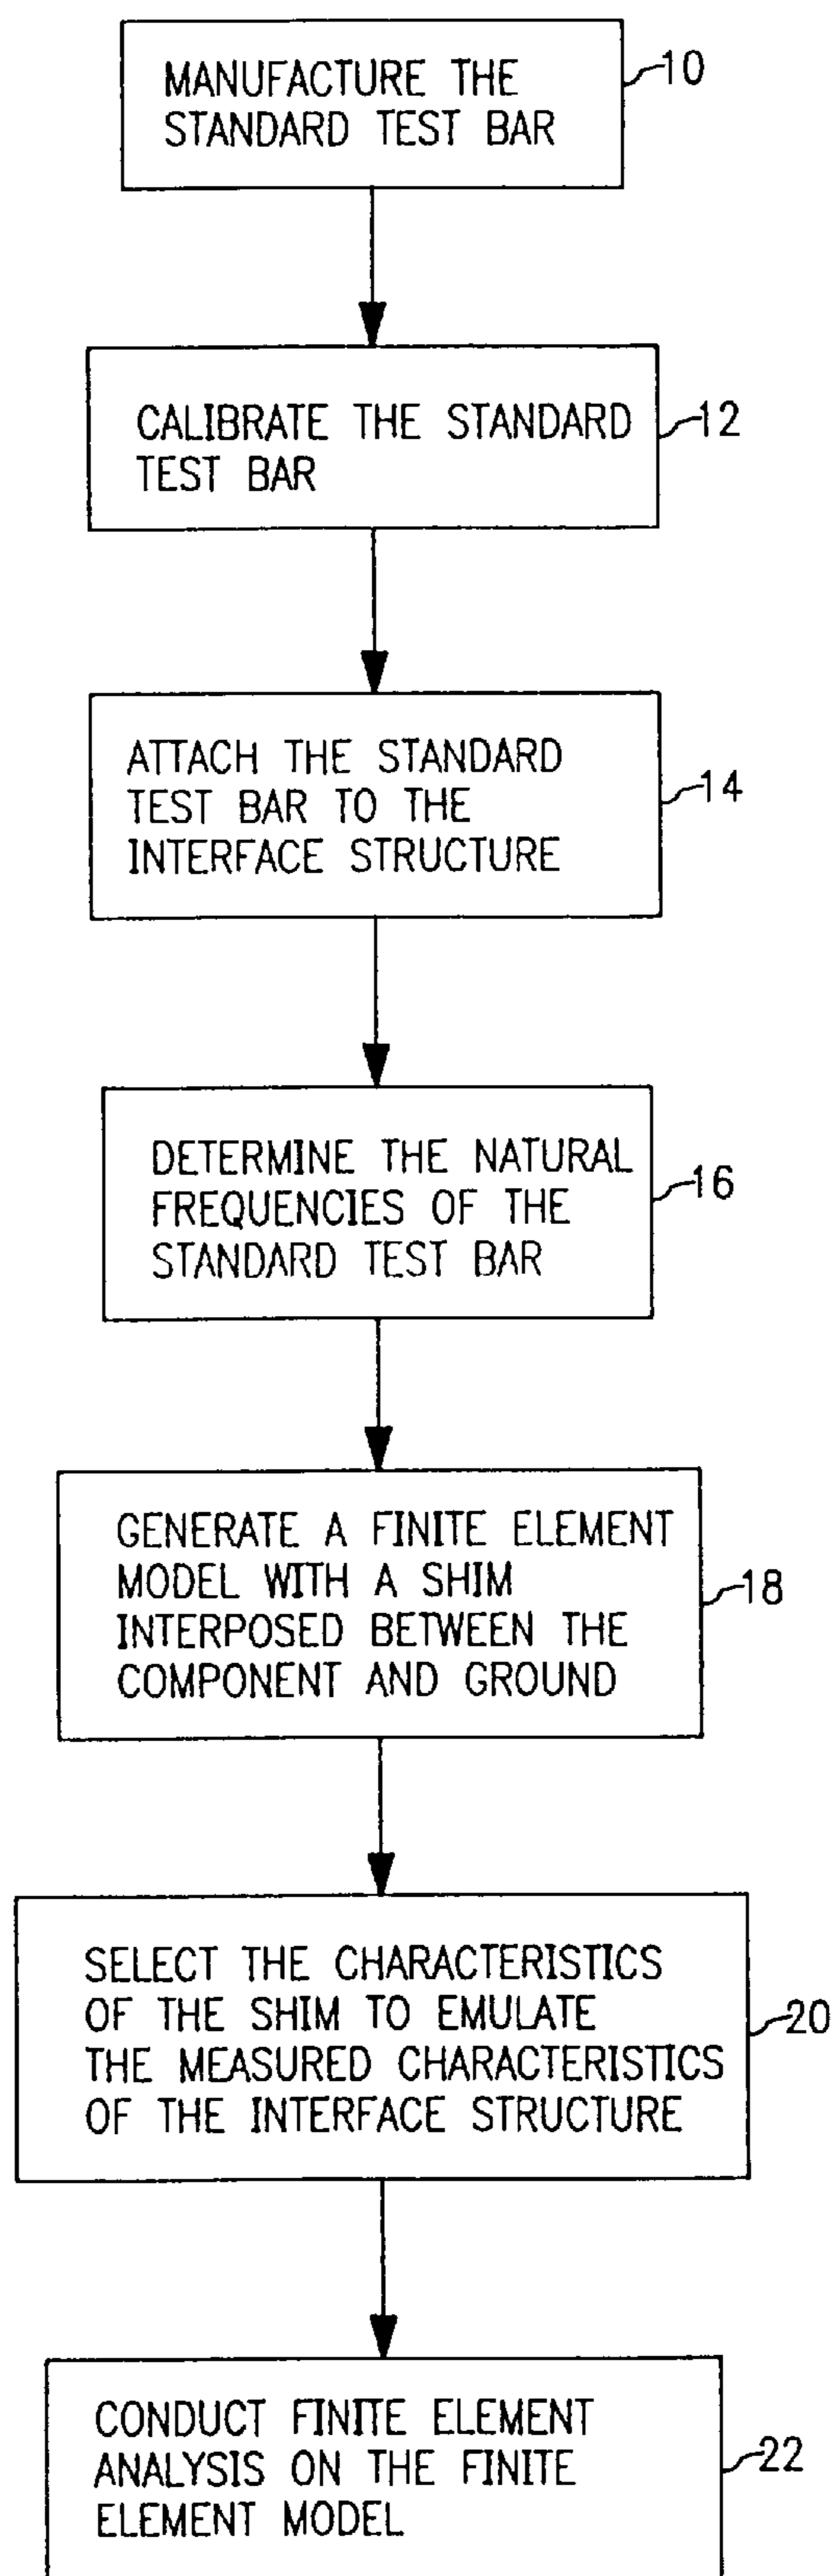 MANUFACTURE THE
STANDARD TEST BAR
10
CALIBRATE THE STANDARD
TEST BAR
12
ATTACH THE STANDARD
TEST BAR TO THE
INTERFACE STRUCTURE
14
DETERMINE THE NATURAL
FREQUENCIES OF THE
STANDARD TEST BAR
16
GENERATE A FINITE ELEMENT
MODEL WITH A SHIM
INTERPOSED BETWEEN THE
COMPONENT AND GROUND
18
SELECT THE CHARACTERISTICS
OF THE SHIM TO EMULATE
THE MEASURED CHARACTERISTICS
OF THE INTERFACE STRUCTURE
20
CONDUCT FINITE ELEMENT
ANALYSIS ON THE FINITE
ELEMENT MODEL
22